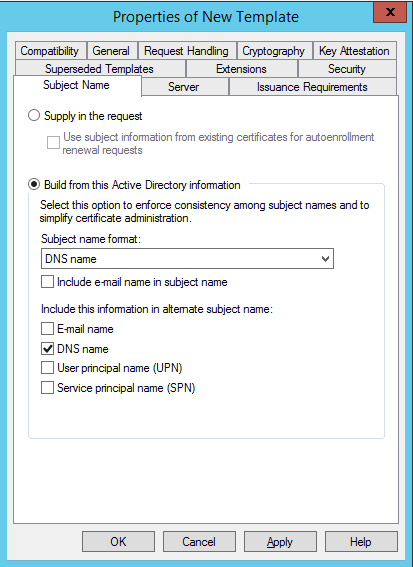 Properties of New Template
x
Compatibility General Request Handling Cryptography Key Attestation
Superseded Templates Extensions Security
Subject Name Server Issuance Requirements
Supply in the request
Use subject information from existing certificates for autoenrollment
renewal requests
Build from this Active Directory information
Select this option to enforce consistency among subject names and to
simplify certificate administration.
Subject name format:
DNS name
Include e-mail name in subject name
Include this information in alternate subject name:
E-mail name
DNS name
User principal name (UPN)
Service principal name (SPN)
OK Cancel Apply Help